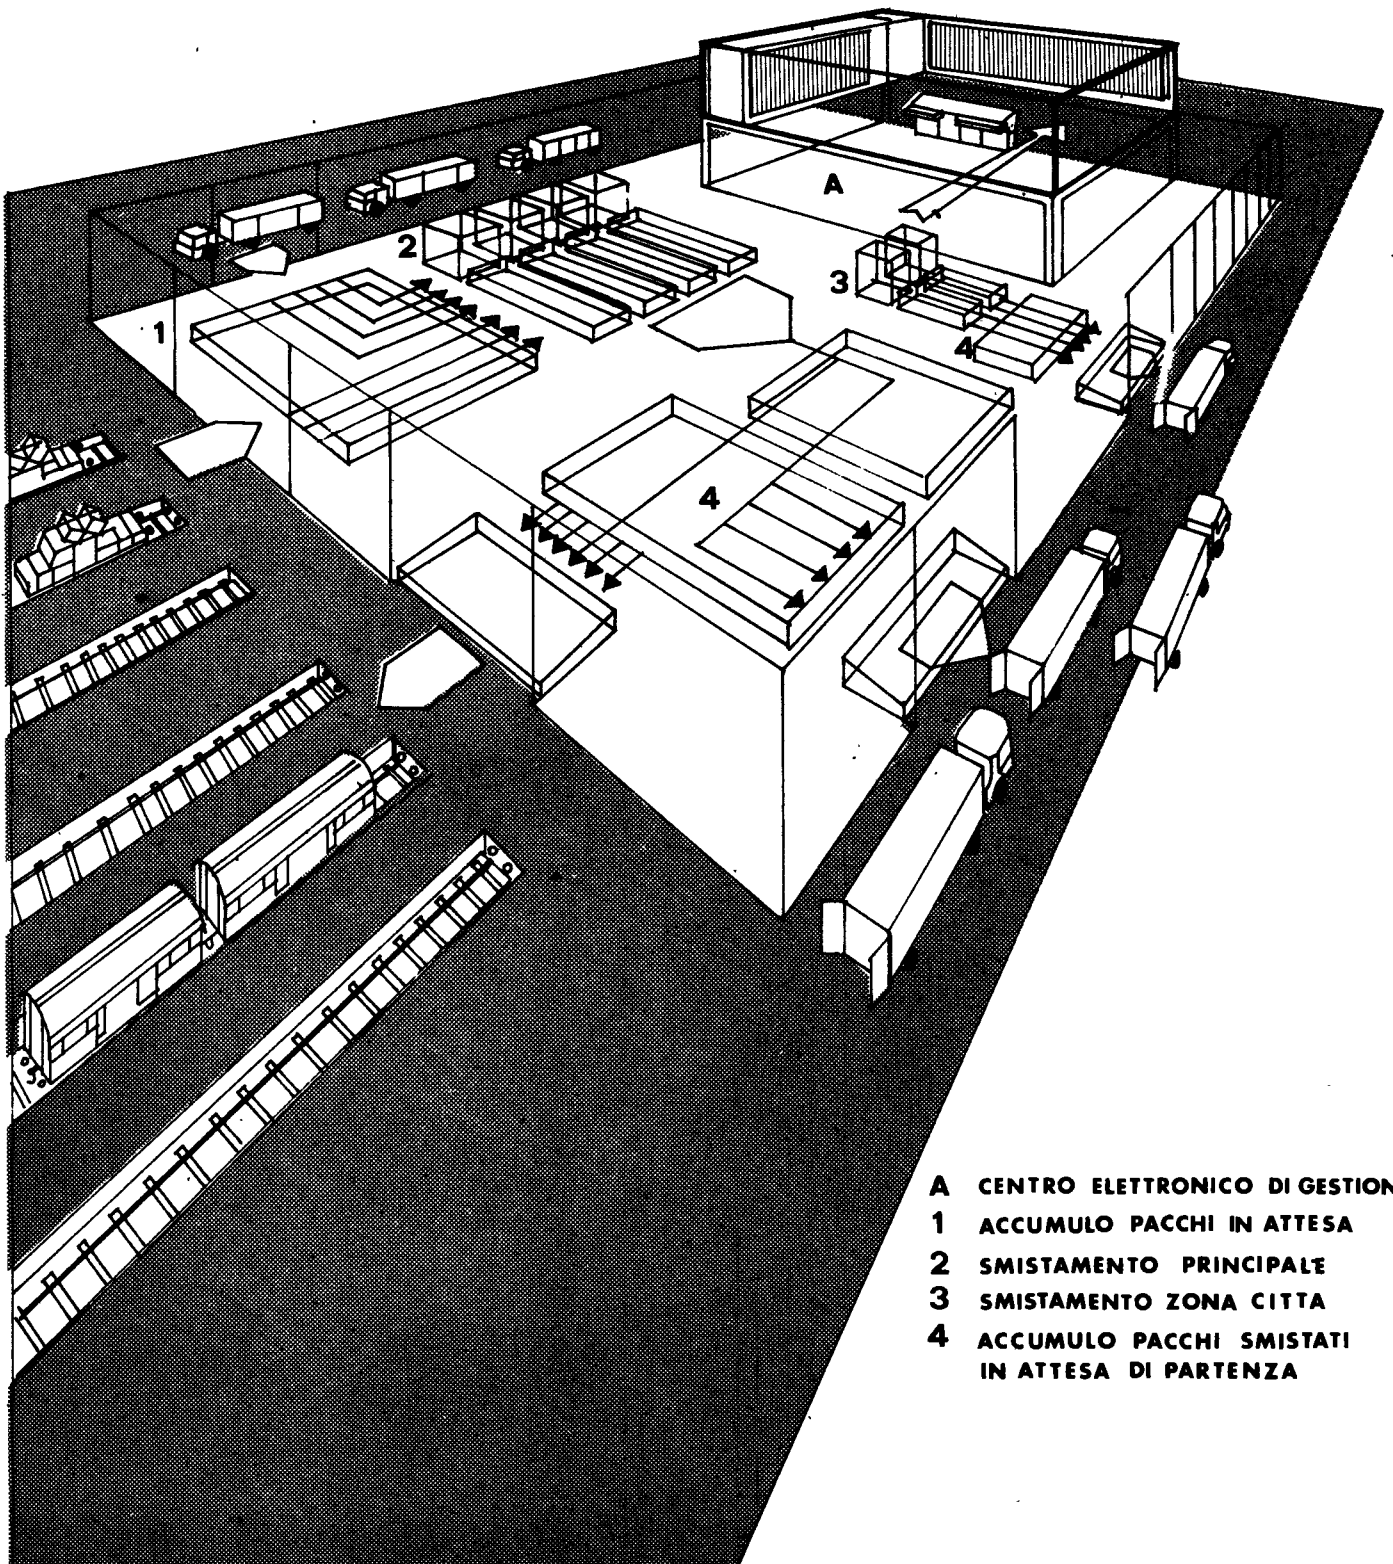 A
2
3
1
4
4
A CENTRO ELETTRONICO DI GESTION
1 ACCUMULO PACCHI IN ATTESA
2 SMISTAMENTO PRINCIPALE
3 SMISTAMENTO ZONA CITTA
4 ACCUMULO PACCHI SMISTATI
IN ATTESA DI PARTENZA